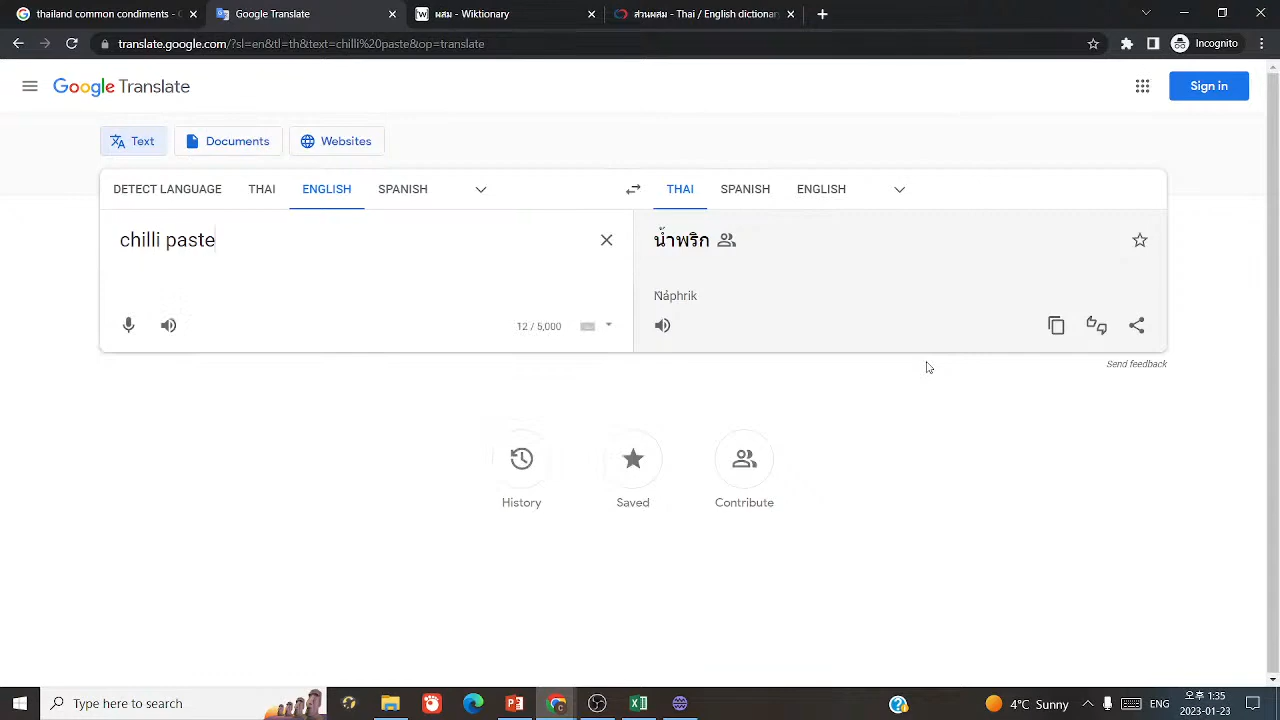 thailand common condiments - G
Google Translate
ผสม - Wiktionary
ส่วนผสม - Thai / English dictionary
translate.google.com/?sl=en&tl=th&text=chilli%20paste&op=translate
Incognito
Google Translate
Sign in
Text
Documents
Websites
DETECT LANGUAGE THAI ENGLISH SPANISH
THAI SPANISH ENGLISH
chilli paste
น้ำพริก
N̂ảphrik
12 / 5,000
Send feedback
History
Saved
Contribute
Type here to search
4°C Sunny
ENG
오후 1:35
2023-01-23